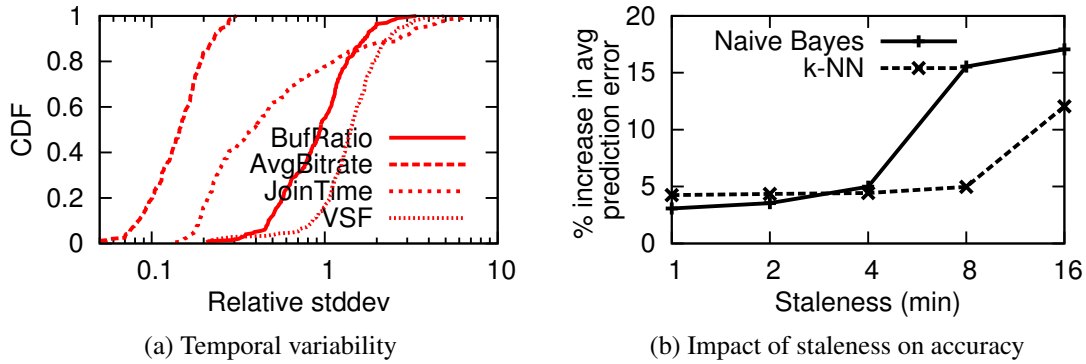 CDF
1
0.8
0.6
0.4
0.2
0
BufRatio
AvgBitrate
JoinTime
VSF
0.1
1
10
Relative stddev
(a) Temporal variability
% increase in avg
prediction error
20
15
10
5
0
Naive Bayes
k-NN
1
2
4
8
16
Staleness (min)
(b) Impact of staleness on accuracy